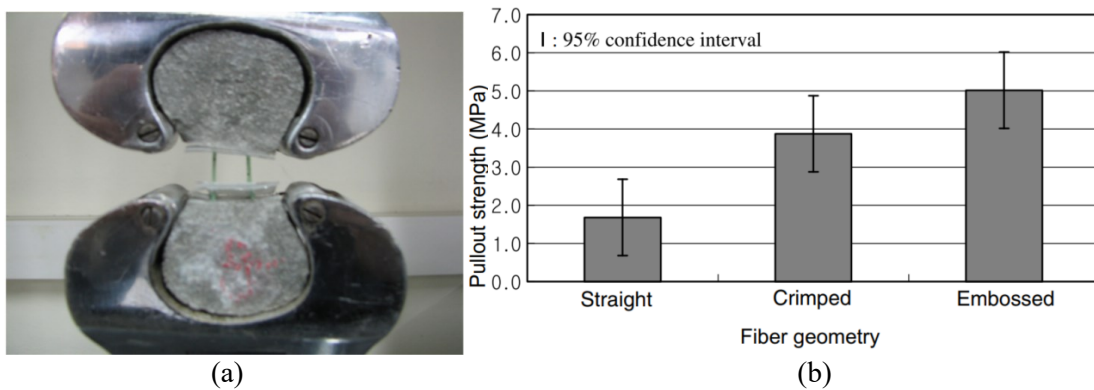 7.0
I : 95% confidence interval
6.0
5.0
4.0
3.0
2.0
1.0
0.0
Pullout strength (MPa)
Straight
Crimped
Embossed
Fiber geometry
(a)
(b)